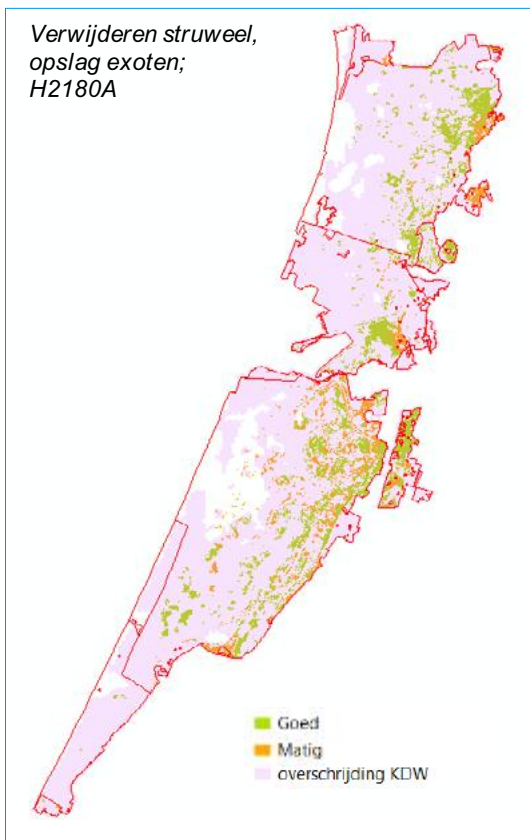 Verwijderen struweel,
opslag exoten;
H2180A
Goed
Matig
overschrijding KDW